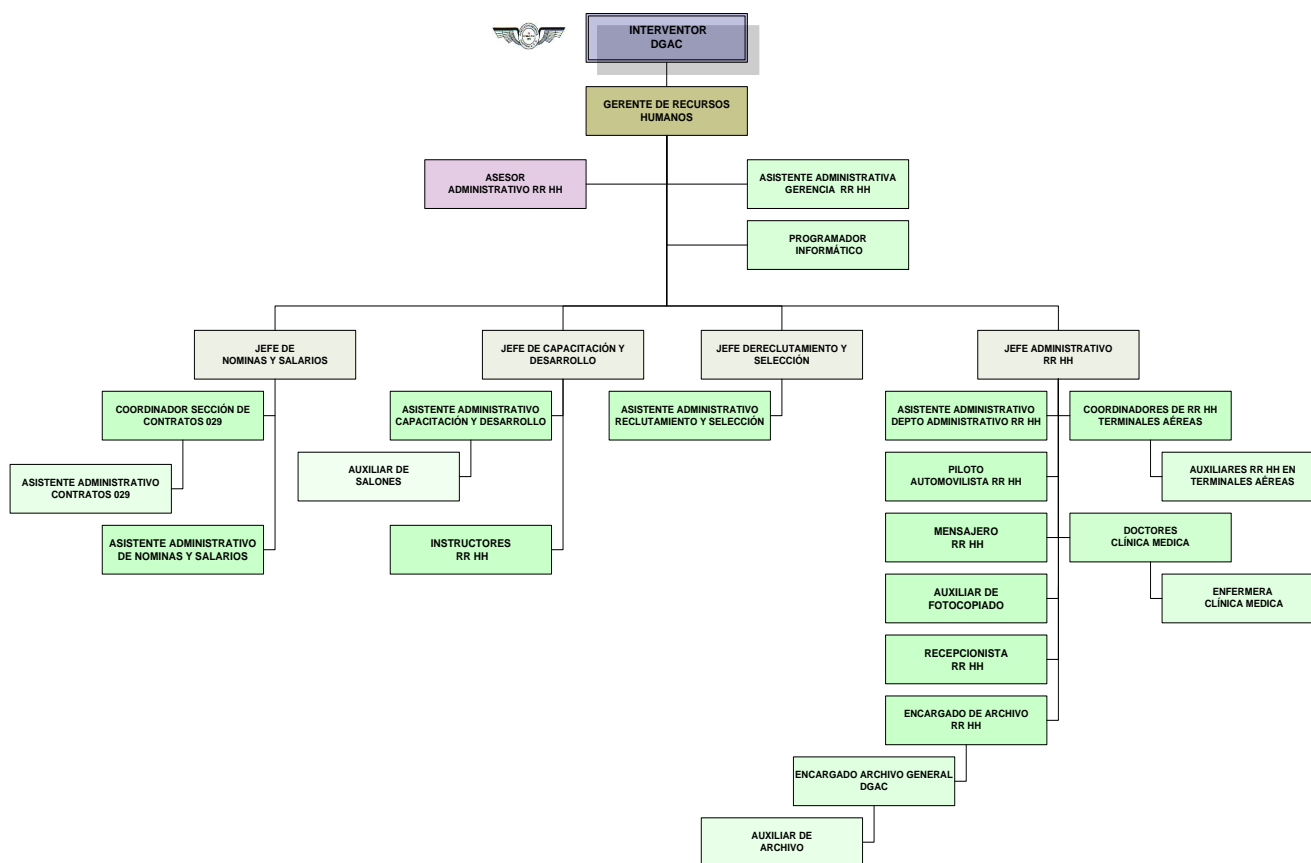 INTERVENTOR
DGAC
GERENTE DE RECURSOS
HUMANOS
ASESOR
ADMINISTRATIVO RR HH
ASISTENTE ADMINISTRATIVA
GERENCIA RR HH
PROGRAMADOR
INFORMÁTICO
JEFE DE
NOMINAS Y SALARIOS
JEFE DE CAPACITACIÓN Y
DESARROLLO
JEFE DERECLUTAMIENTO Y
SELECCIÓN
JEFE ADMINISTRATIVO
RR HH
COORDINADOR SECCIÓN DE
CONTRATOS 029
ASISTENTE ADMINISTRATIVO
CAPACITACIÓN Y DESARROLLO
ASISTENTE ADMINISTRATIVO
RECLUTAMIENTO Y SELECCIÓN
ASISTENTE ADMINISTRATIVO
DEPTO ADMINISTRATIVO RR HH
COORDINADORES DE RR HH
TERMINALES AÉREAS
ASISTENTE ADMINISTRATIVO
CONTRATOS 029
AUXILIAR DE
SALONES
PILOTO
AUTOMOVILISTA RR HH
AUXILIARES RR HH EN
TERMINALES AÉREAS
ASISTENTE ADMINISTRATIVO
DE NOMINAS Y SALARIOS
INSTRUCTORES
RR HH
MENSAJERO
RR HH
DOCTORES
CLÍNICA MEDICA
AUXILIAR DE
FOTOCOPIADO
ENFERMERA
CLÍNICA MEDICA
RECEPCIONISTA
RR HH
ENCARGADO DE ARCHIVO
RR HH
ENCARGADO ARCHIVO GENERAL
DGAC
AUXILIAR DE
ARCHIVO